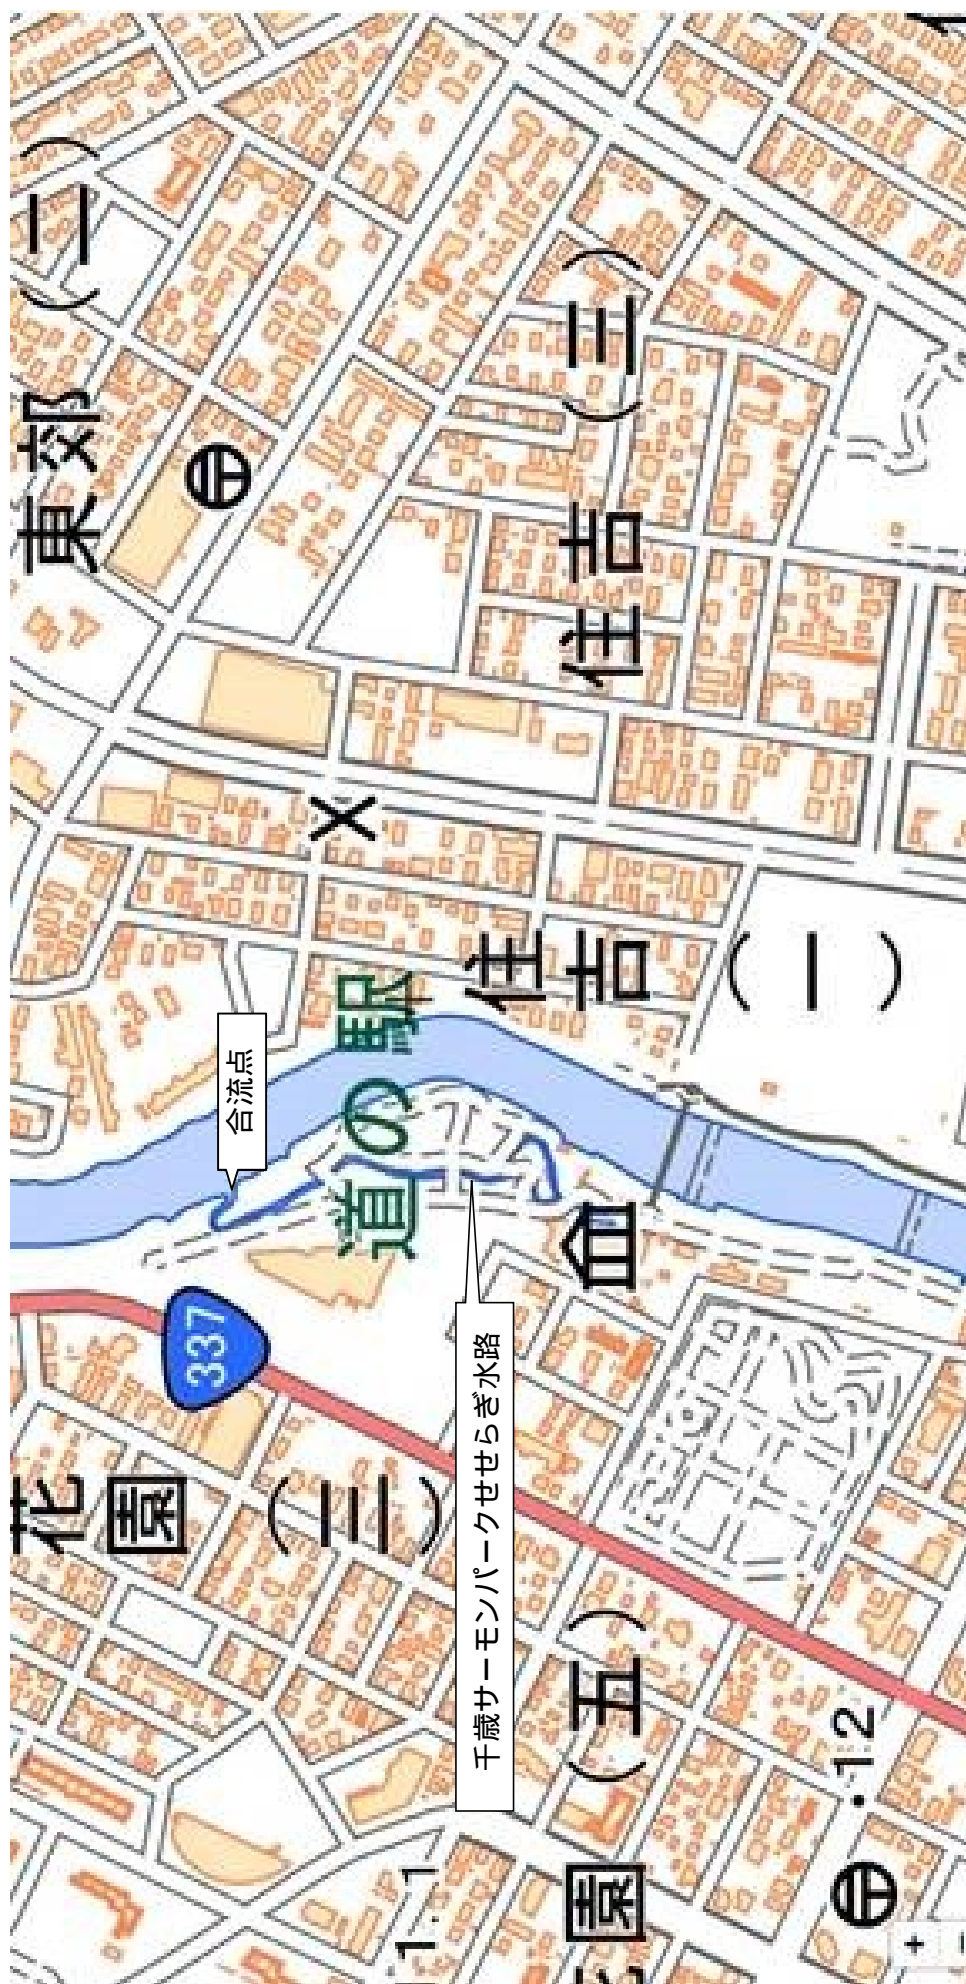 東郊（二）
花園（三）
337
合流点
道の駅
千歳サーモンパークせせらぎ水路
住吉（一）
住吉（三）
園（五）
・12
+
-